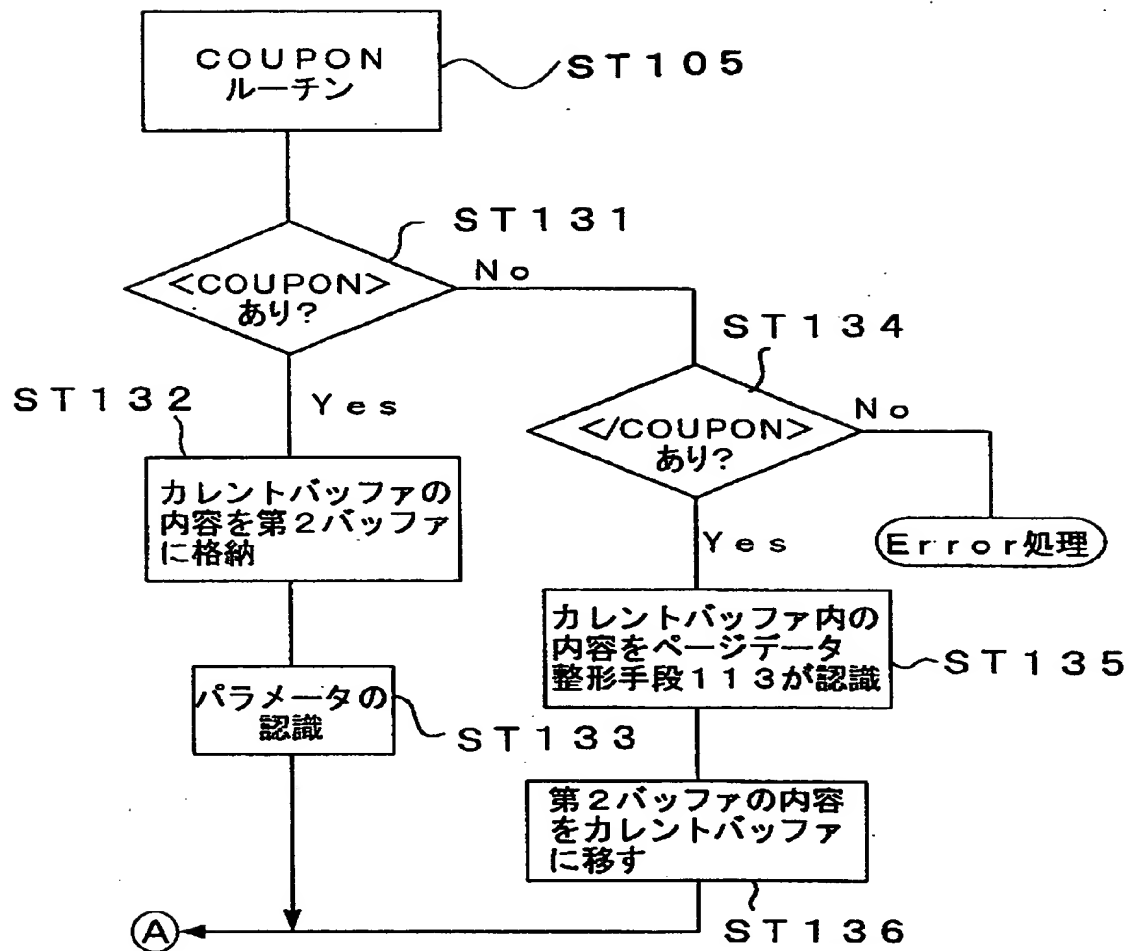 COUPON
ルーチン
ST105
ST131
<COUPON>
あり?
No
ST134
ST132
Yes
</COUPON>
あり?
No
カレントバッファの
内容を第2バッファ
に格納
Yes
Error処理
カレントバッファ内の
内容をページデータ
整形手段113が認識
ST135
パラメータの
認識
ST133
第2バッファの内容
をカレントバッファ
に移す
A
ST136